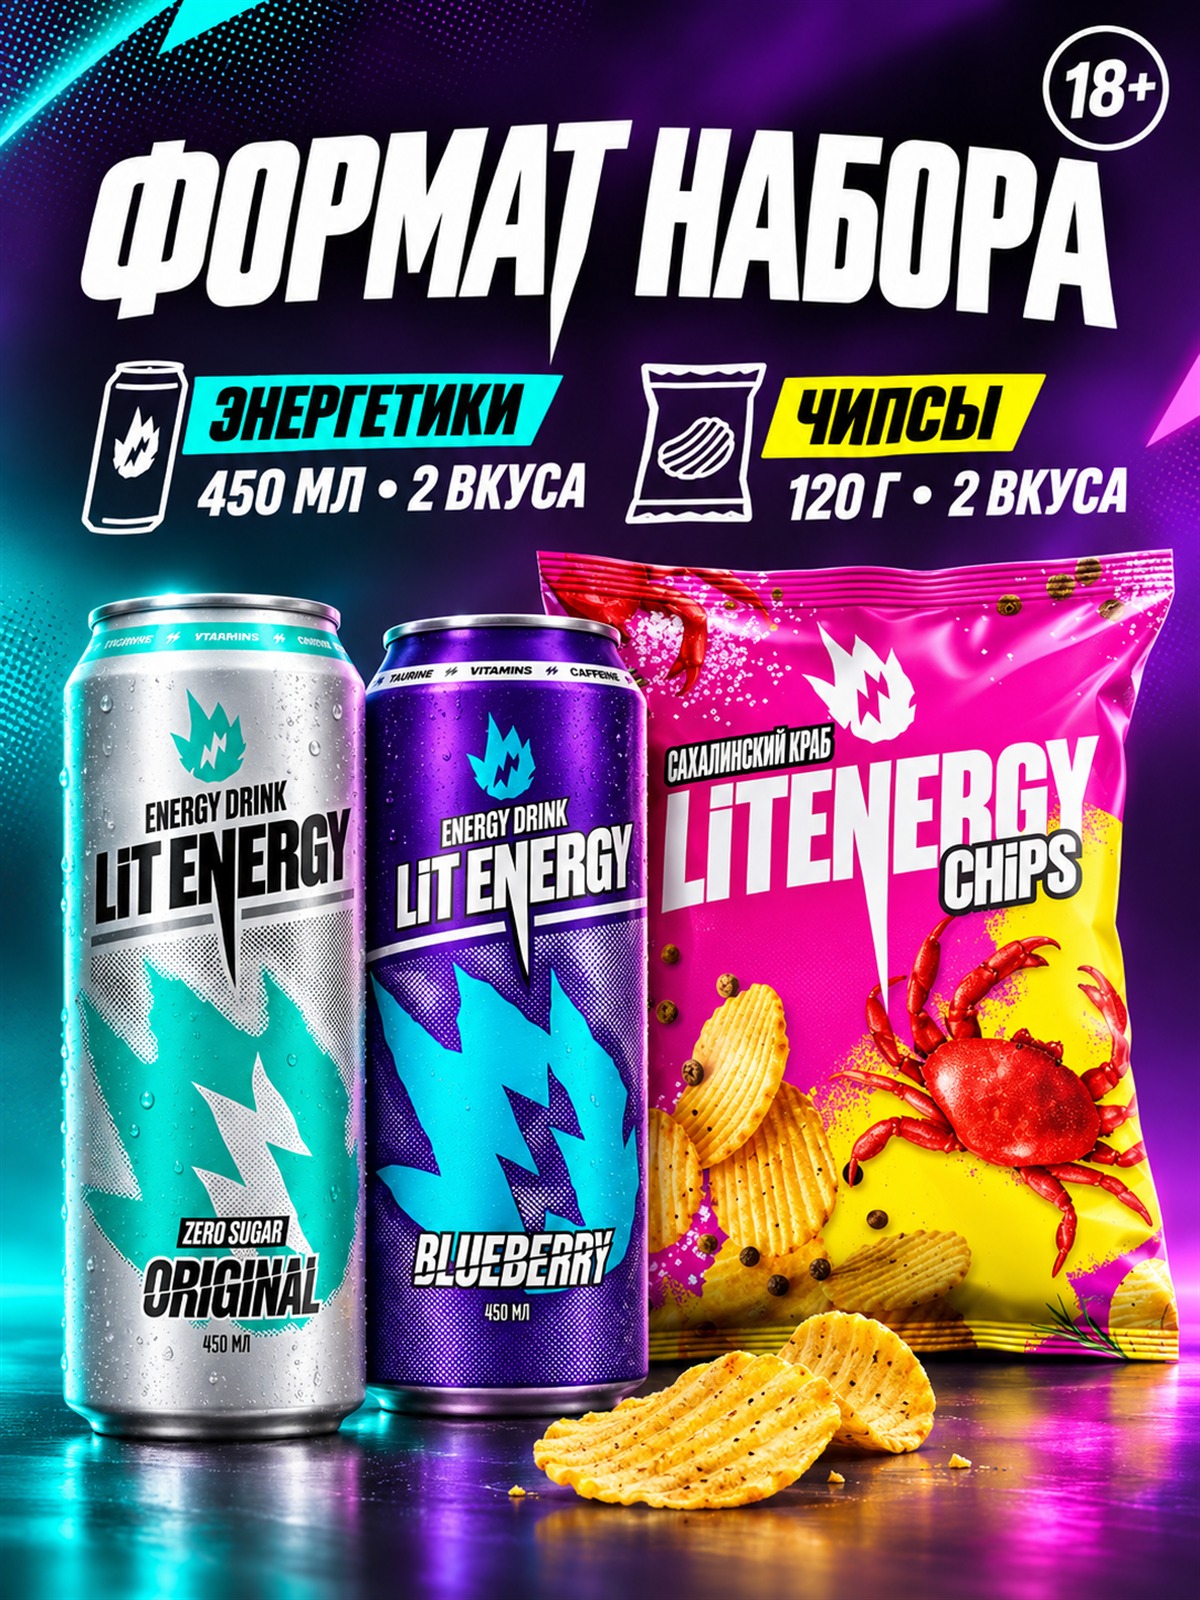 18+
ФОРМАТ НАБОРА
ЭНЕРГЕТИКИ
450 МЛ • 2 ВКУСА
ЧИПСЫ
120 Г • 2 ВКУСА
ENERGY DRINK
LiT ENERGY
ZERO SUGAR
ORIGINAL
450 МЛ
TAURINE VITAMINS CAFFEINE
ENERGY DRINK
LiT ENERGY
BLUEBERRY
450 МЛ
САХАЛИНСКИЙ КРАБ
LiTENERGY
CHiPS